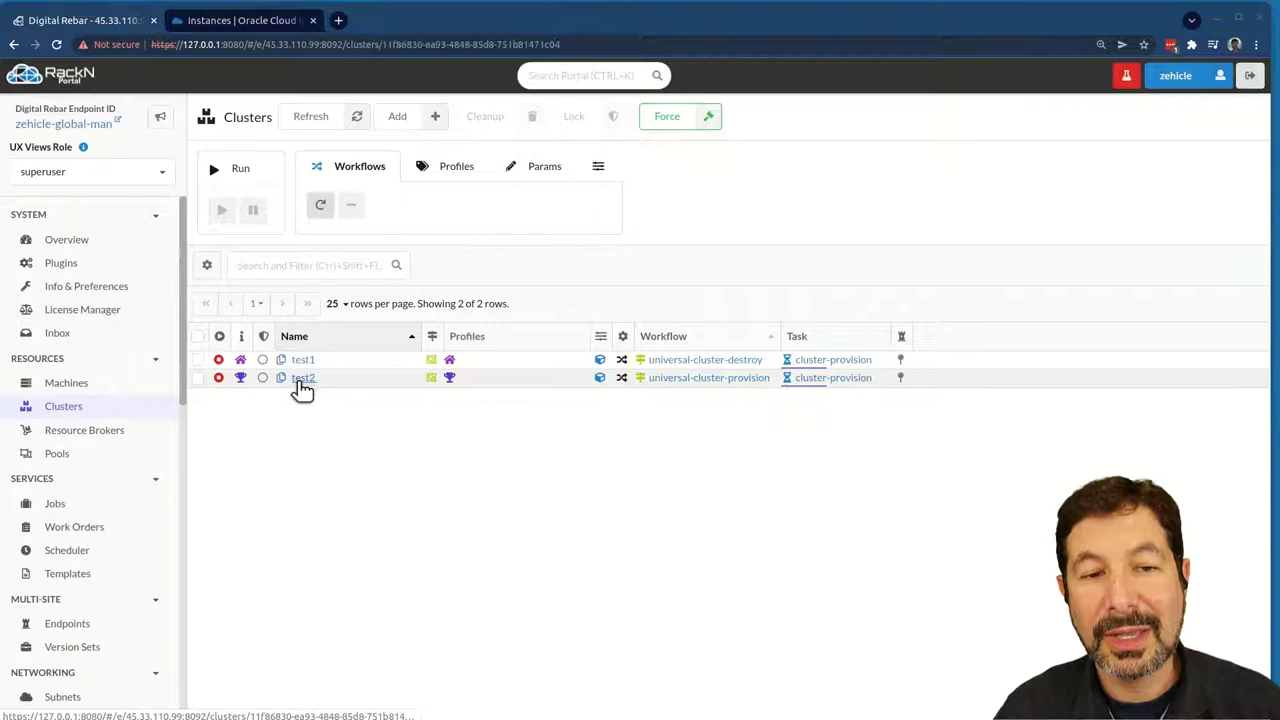 Digital Rebar - 45.33.110.9
Instances | Oracle Cloud I
Not secure
https://127.0.0.1:8080/#/e/45.33.110.99:8092/clusters/11f86830-ea93-4848-85d8-751b81471c04
RackN
Portal
Search Portal (CTRL+K)
zehicle
Digital Rebar Endpoint ID
zehicle-global-man
UX Views Role
superuser
SYSTEM
Overview
Plugins
Info & Preferences
License Manager
Inbox
RESOURCES
Machines
Clusters
Resource Brokers
Pools
SERVICES
Jobs
Work Orders
Scheduler
Templates
MULTI-SITE
Endpoints
Version Sets
NETWORKING
Subnets
Clusters
Refresh
Add
Cleanup
Lock
Force
Run
Workflows
Profiles
Params
Search and Filter (Ctrl+Shift+F).
1
25 rows per page. Showing 2 of 2 rows.
Name Profiles Workflow Task
test1 universal-cluster-destroy cluster-provision
test2 universal-cluster-provision cluster-provision
https://127.0.0.1:8080/#/e/45.33.110.99:8092/clusters/11f86830-ea93-4848-85d8-751b814...